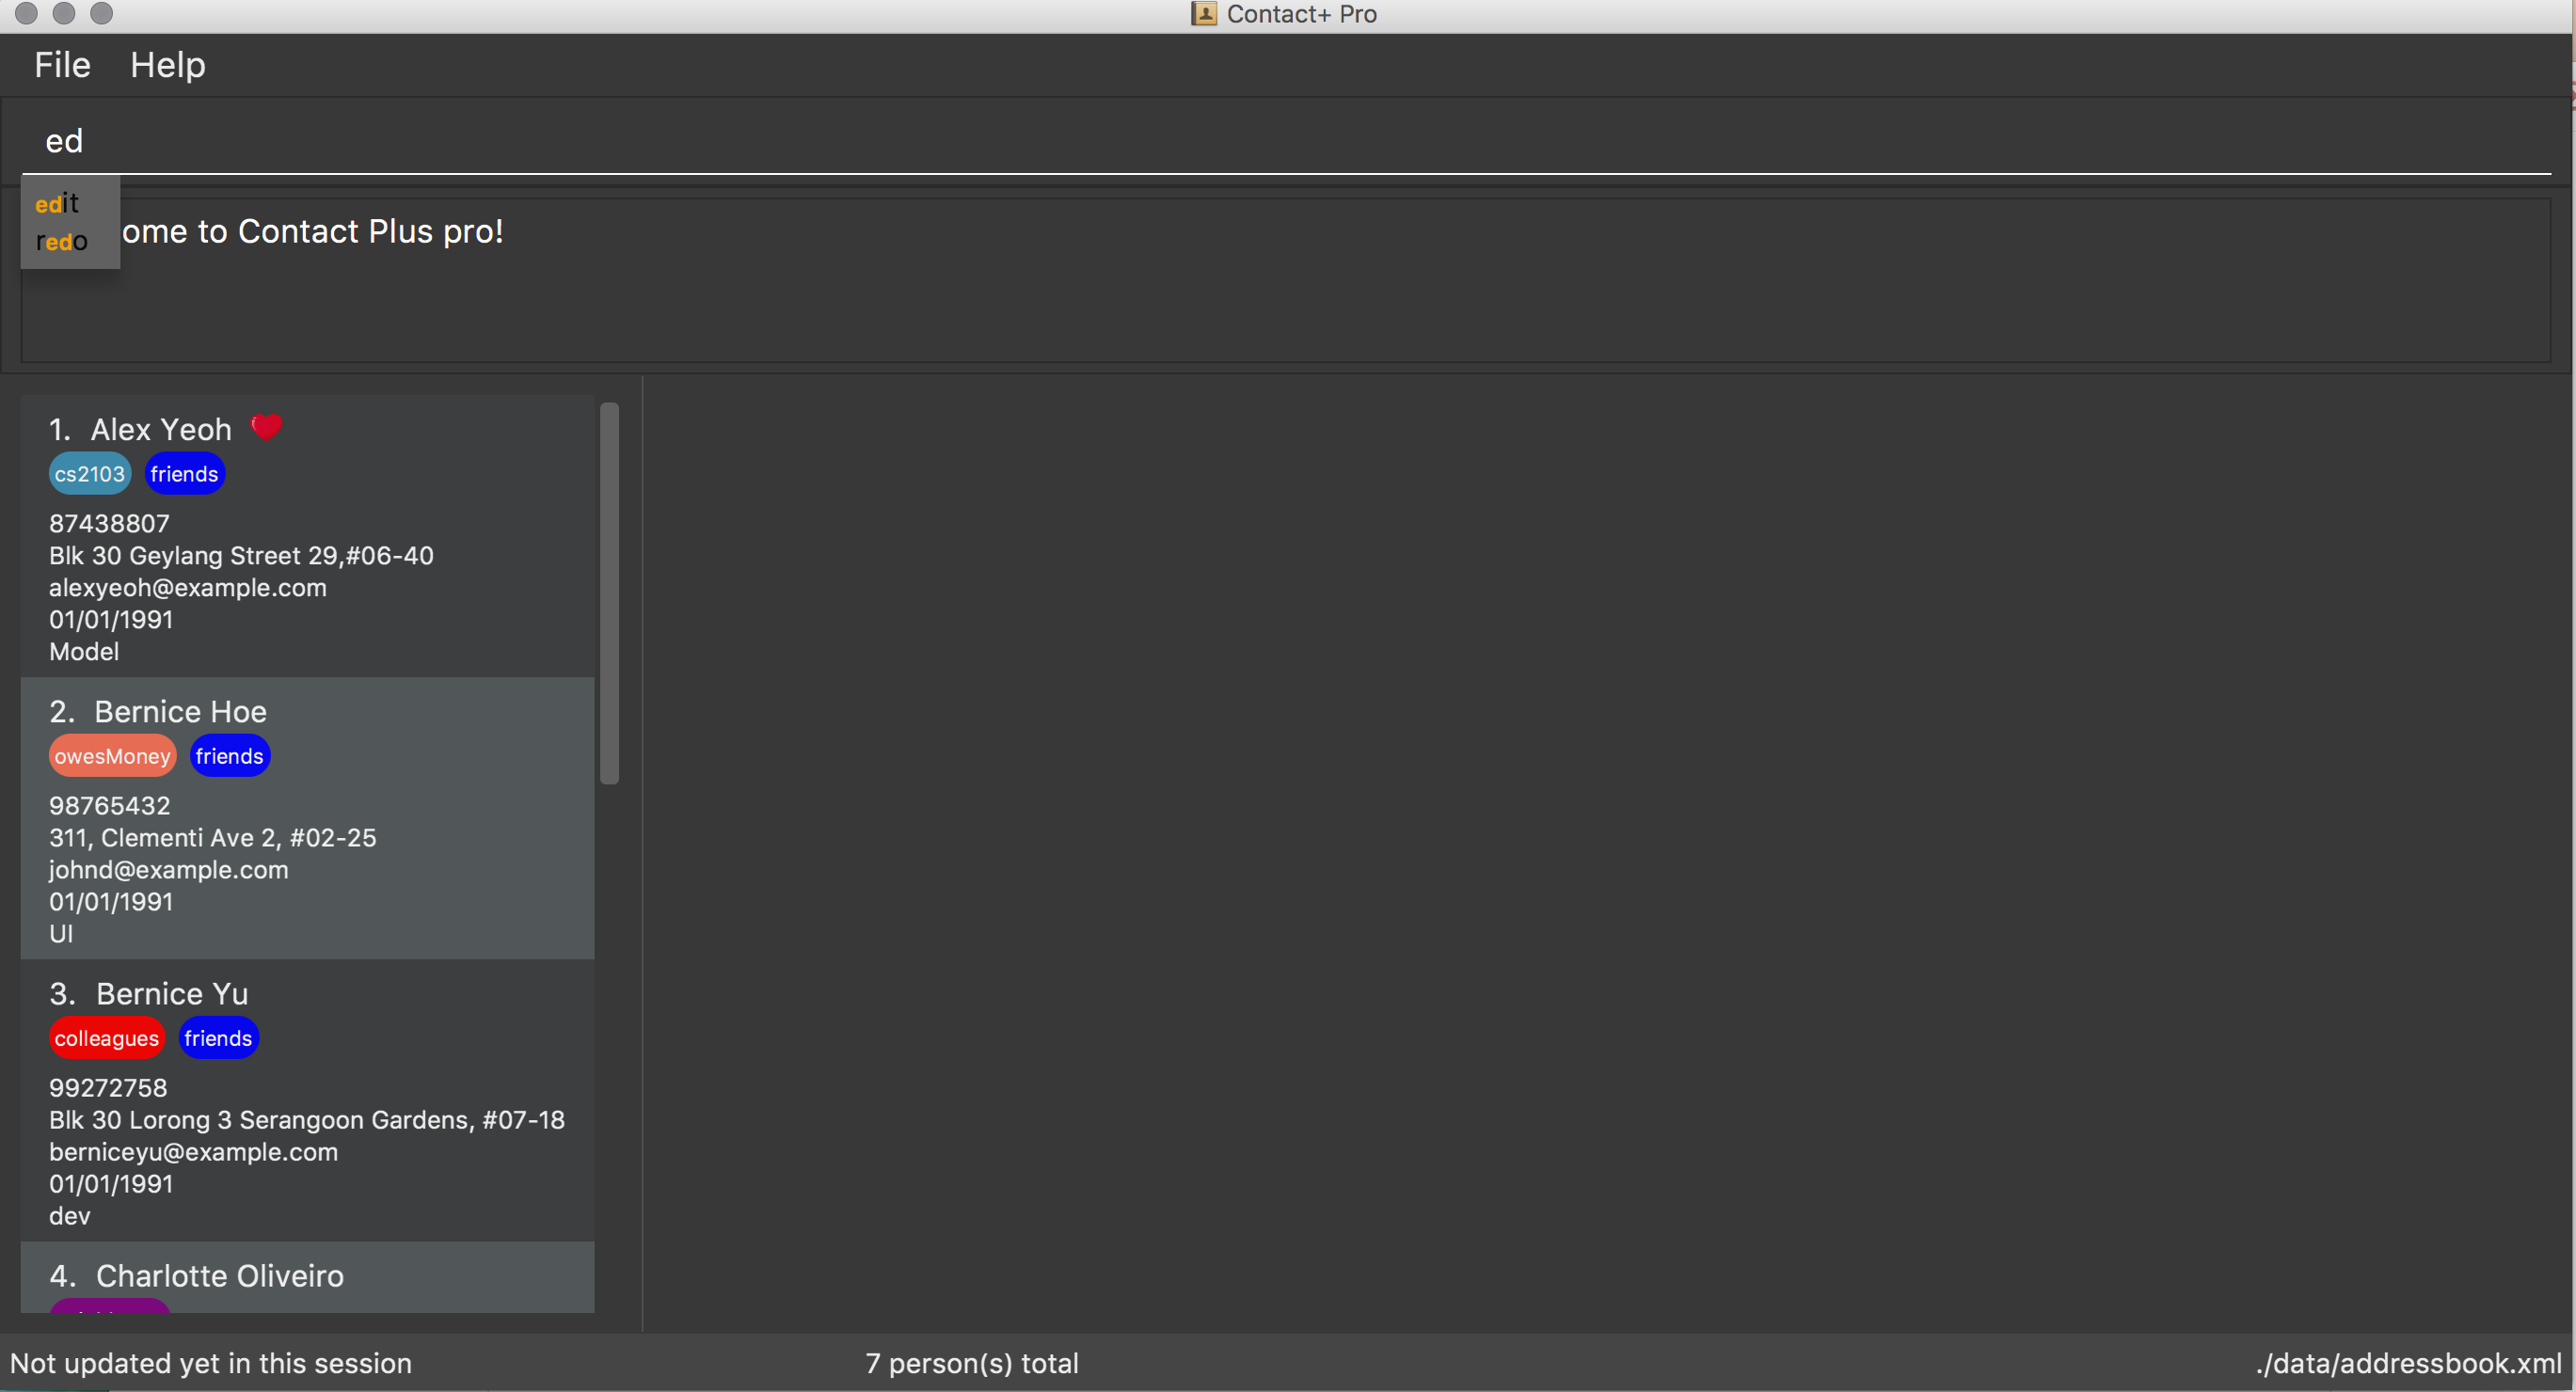 Contact+ Pro
File Help
ed
edit
redo
ome to Contact Plus pro!
1. Alex Yeoh
cs2103 friends
87438807
Blk 30 Geylang Street 29,#06-40
alexyeoh@example.com
01/01/1991
Model
2. Bernice Hoe
owesMoney friends
98765432
311, Clementi Ave 2, #02-25
johnd@example.com
01/01/1991
UI
3. Bernice Yu
colleagues friends
99272758
Blk 30 Lorong 3 Serangoon Gardens, #07-18
berniceyu@example.com
01/01/1991
dev
4. Charlotte Oliveiro
Not updated yet in this session
7 person(s) total
./data/addressbook.xml